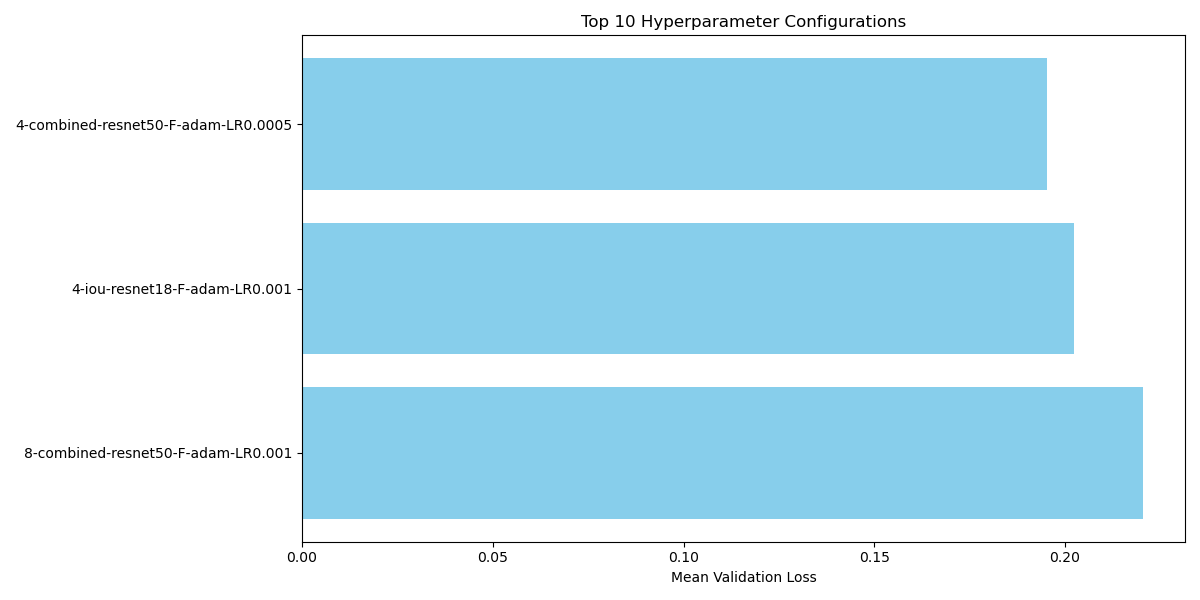 Top 10 Hyperparameter Configurations
4-combined-resnet50-F-adam-LR0.0005
4-iou-resnet18-F-adam-LR0.001
8-combined-resnet50-F-adam-LR0.001
0.00 0.05 0.10 0.15 0.20
Mean Validation Loss